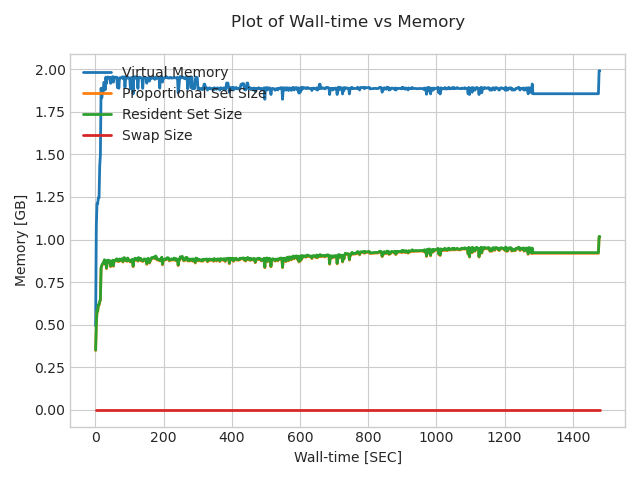 Plot of Wall-time vs Memory
2.00
1.75
1.50
1.25
1.00
0.75
0.50
0.25
0.00
Memory [GB]
Virtual Memory
Proportional Set Size
Resident Set Size
Swap Size
0 200 400 600 800 1000 1200 1400
Wall-time [SEC]